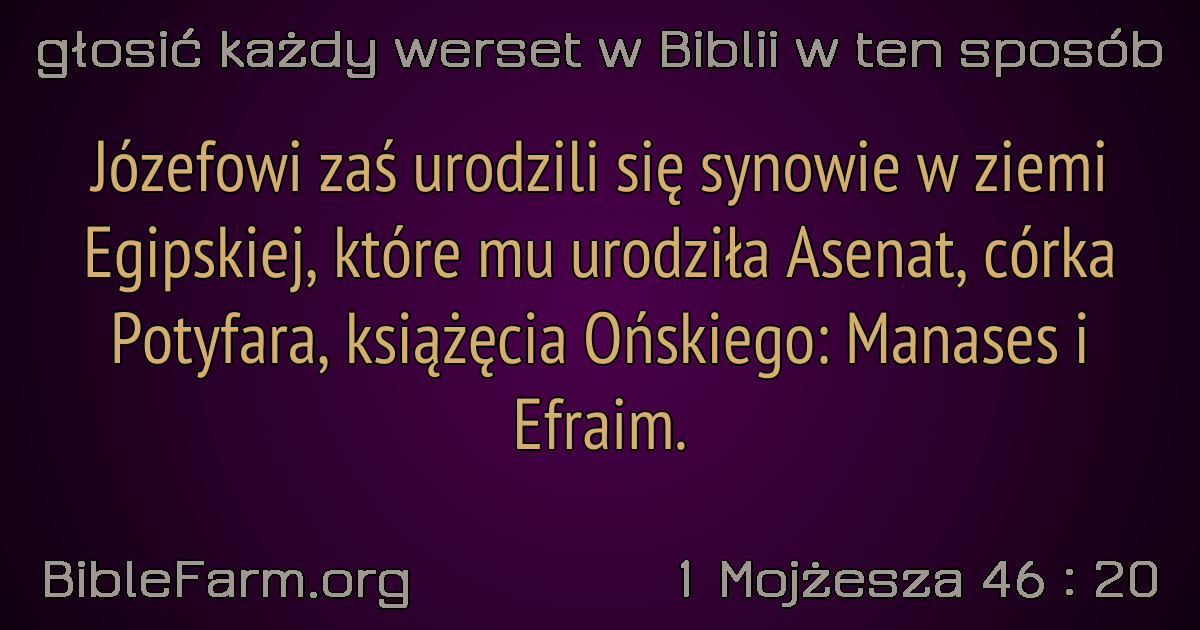 głosić każdy werset w Biblii w ten sposób
Józefowi zaś urodzili się synowie w ziemi
Egipskiej, które mu urodziła Asenat, córka
Potyfara, książęcia Ońskiego: Manases i
Efraim.
BibleFarm.org
1 Mojżesza 46 : 20